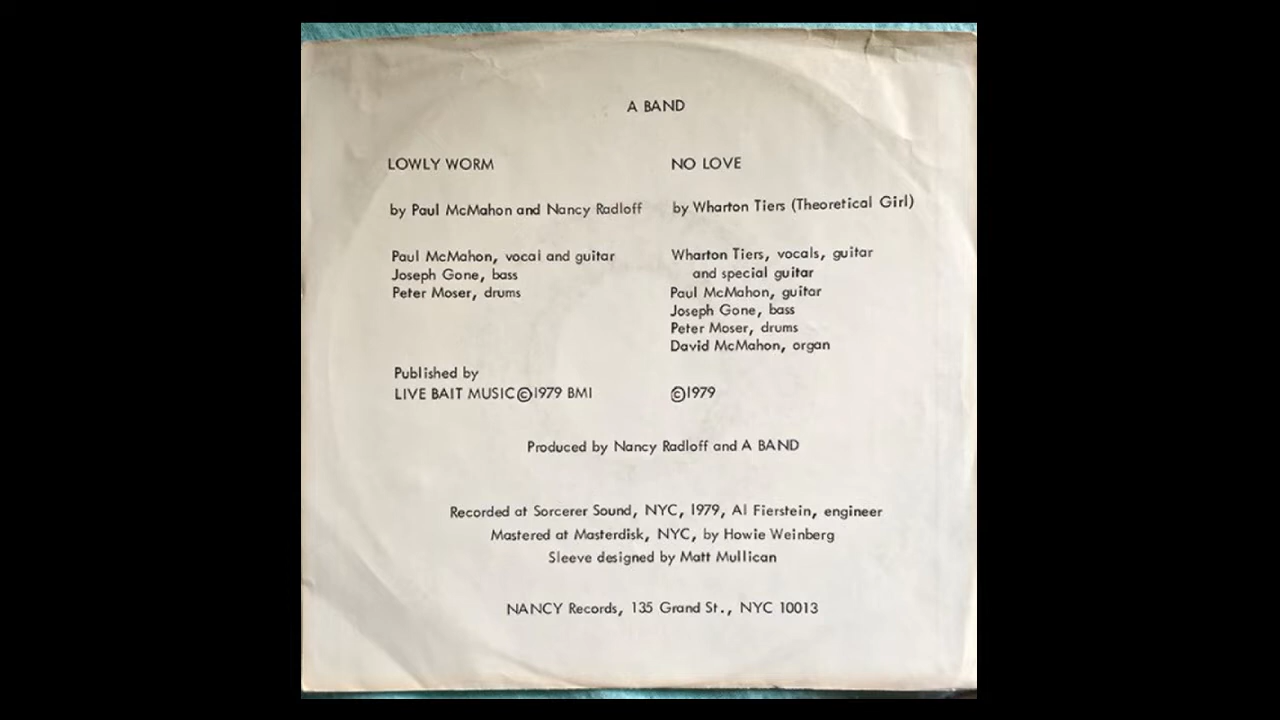 A BAND
LOWLY WORM
by Paul McMahon and Nancy Radloff
Paul McMahon, vocal and guitar
Joseph Gone, bass
Peter Moser, drums
Published by
LIVE BAIT MUSIC©1979 BMI
NO LOVE
by Wharton Tiers (Theoretical Girl)
Wharton Tiers, vocals, guitar
and special guitar
Paul McMahon, guitar
Joseph Gone, bass
Peter Moser, drums
David McMahon, organ
©1979
Produced by Nancy Radloff and A BAND
Recorded at Sorcerer Sound, NYC, 1979, Al Fierstein, engineer
Mastered at Masterdisk, NYC, by Howie Weinberg
Sleeve designed by Matt Mullican
NANCY Records, 135 Grand St., NYC 10013